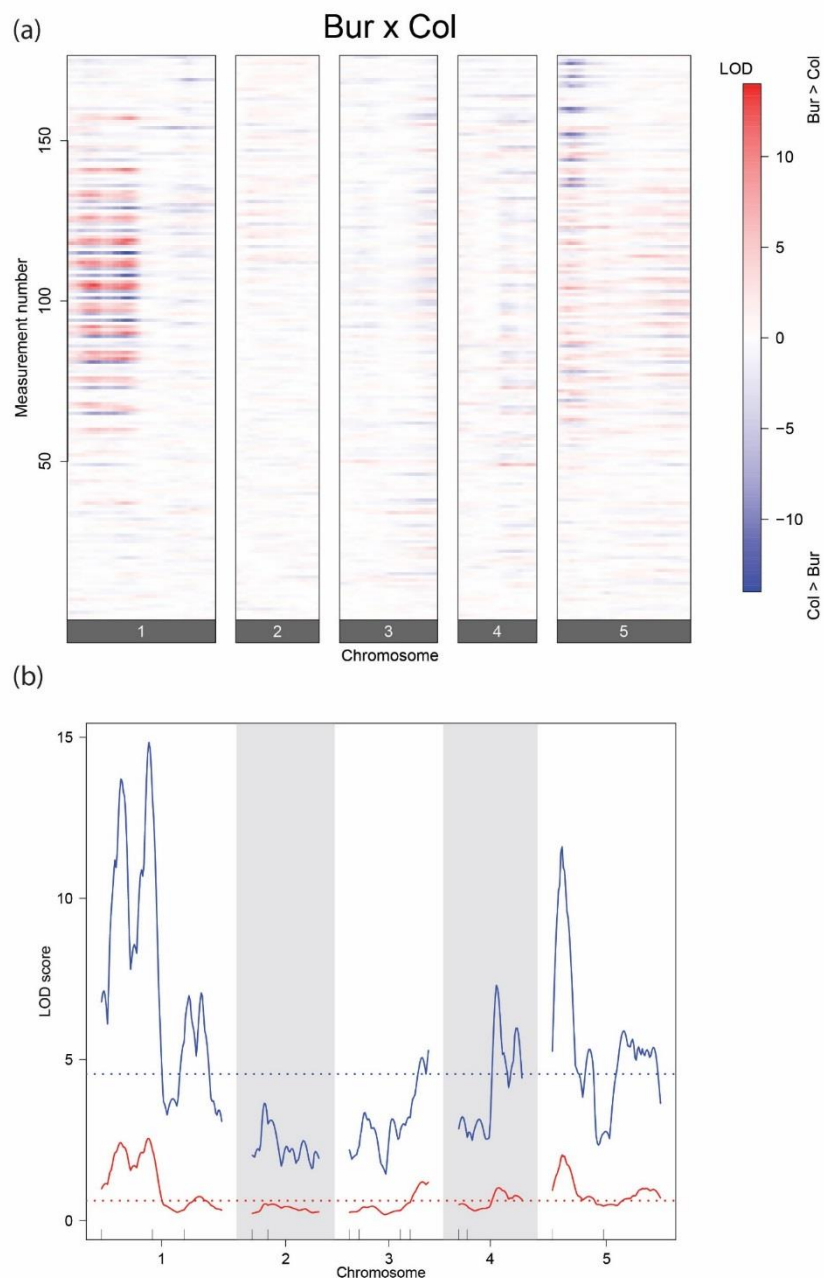 (a)
Bur x Col
LOD
Bur > Col
10
5
0
−5
−10
Col > Bur
150
100
50
Measurement number
1 2 3 4 5
Chromosome
(b)
15
10
5
0
LOD score
1 2 3 4 5
Chromosome